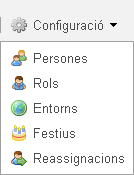 Configuració
Persones
Rols
Entorns
Festius
Reassignacions